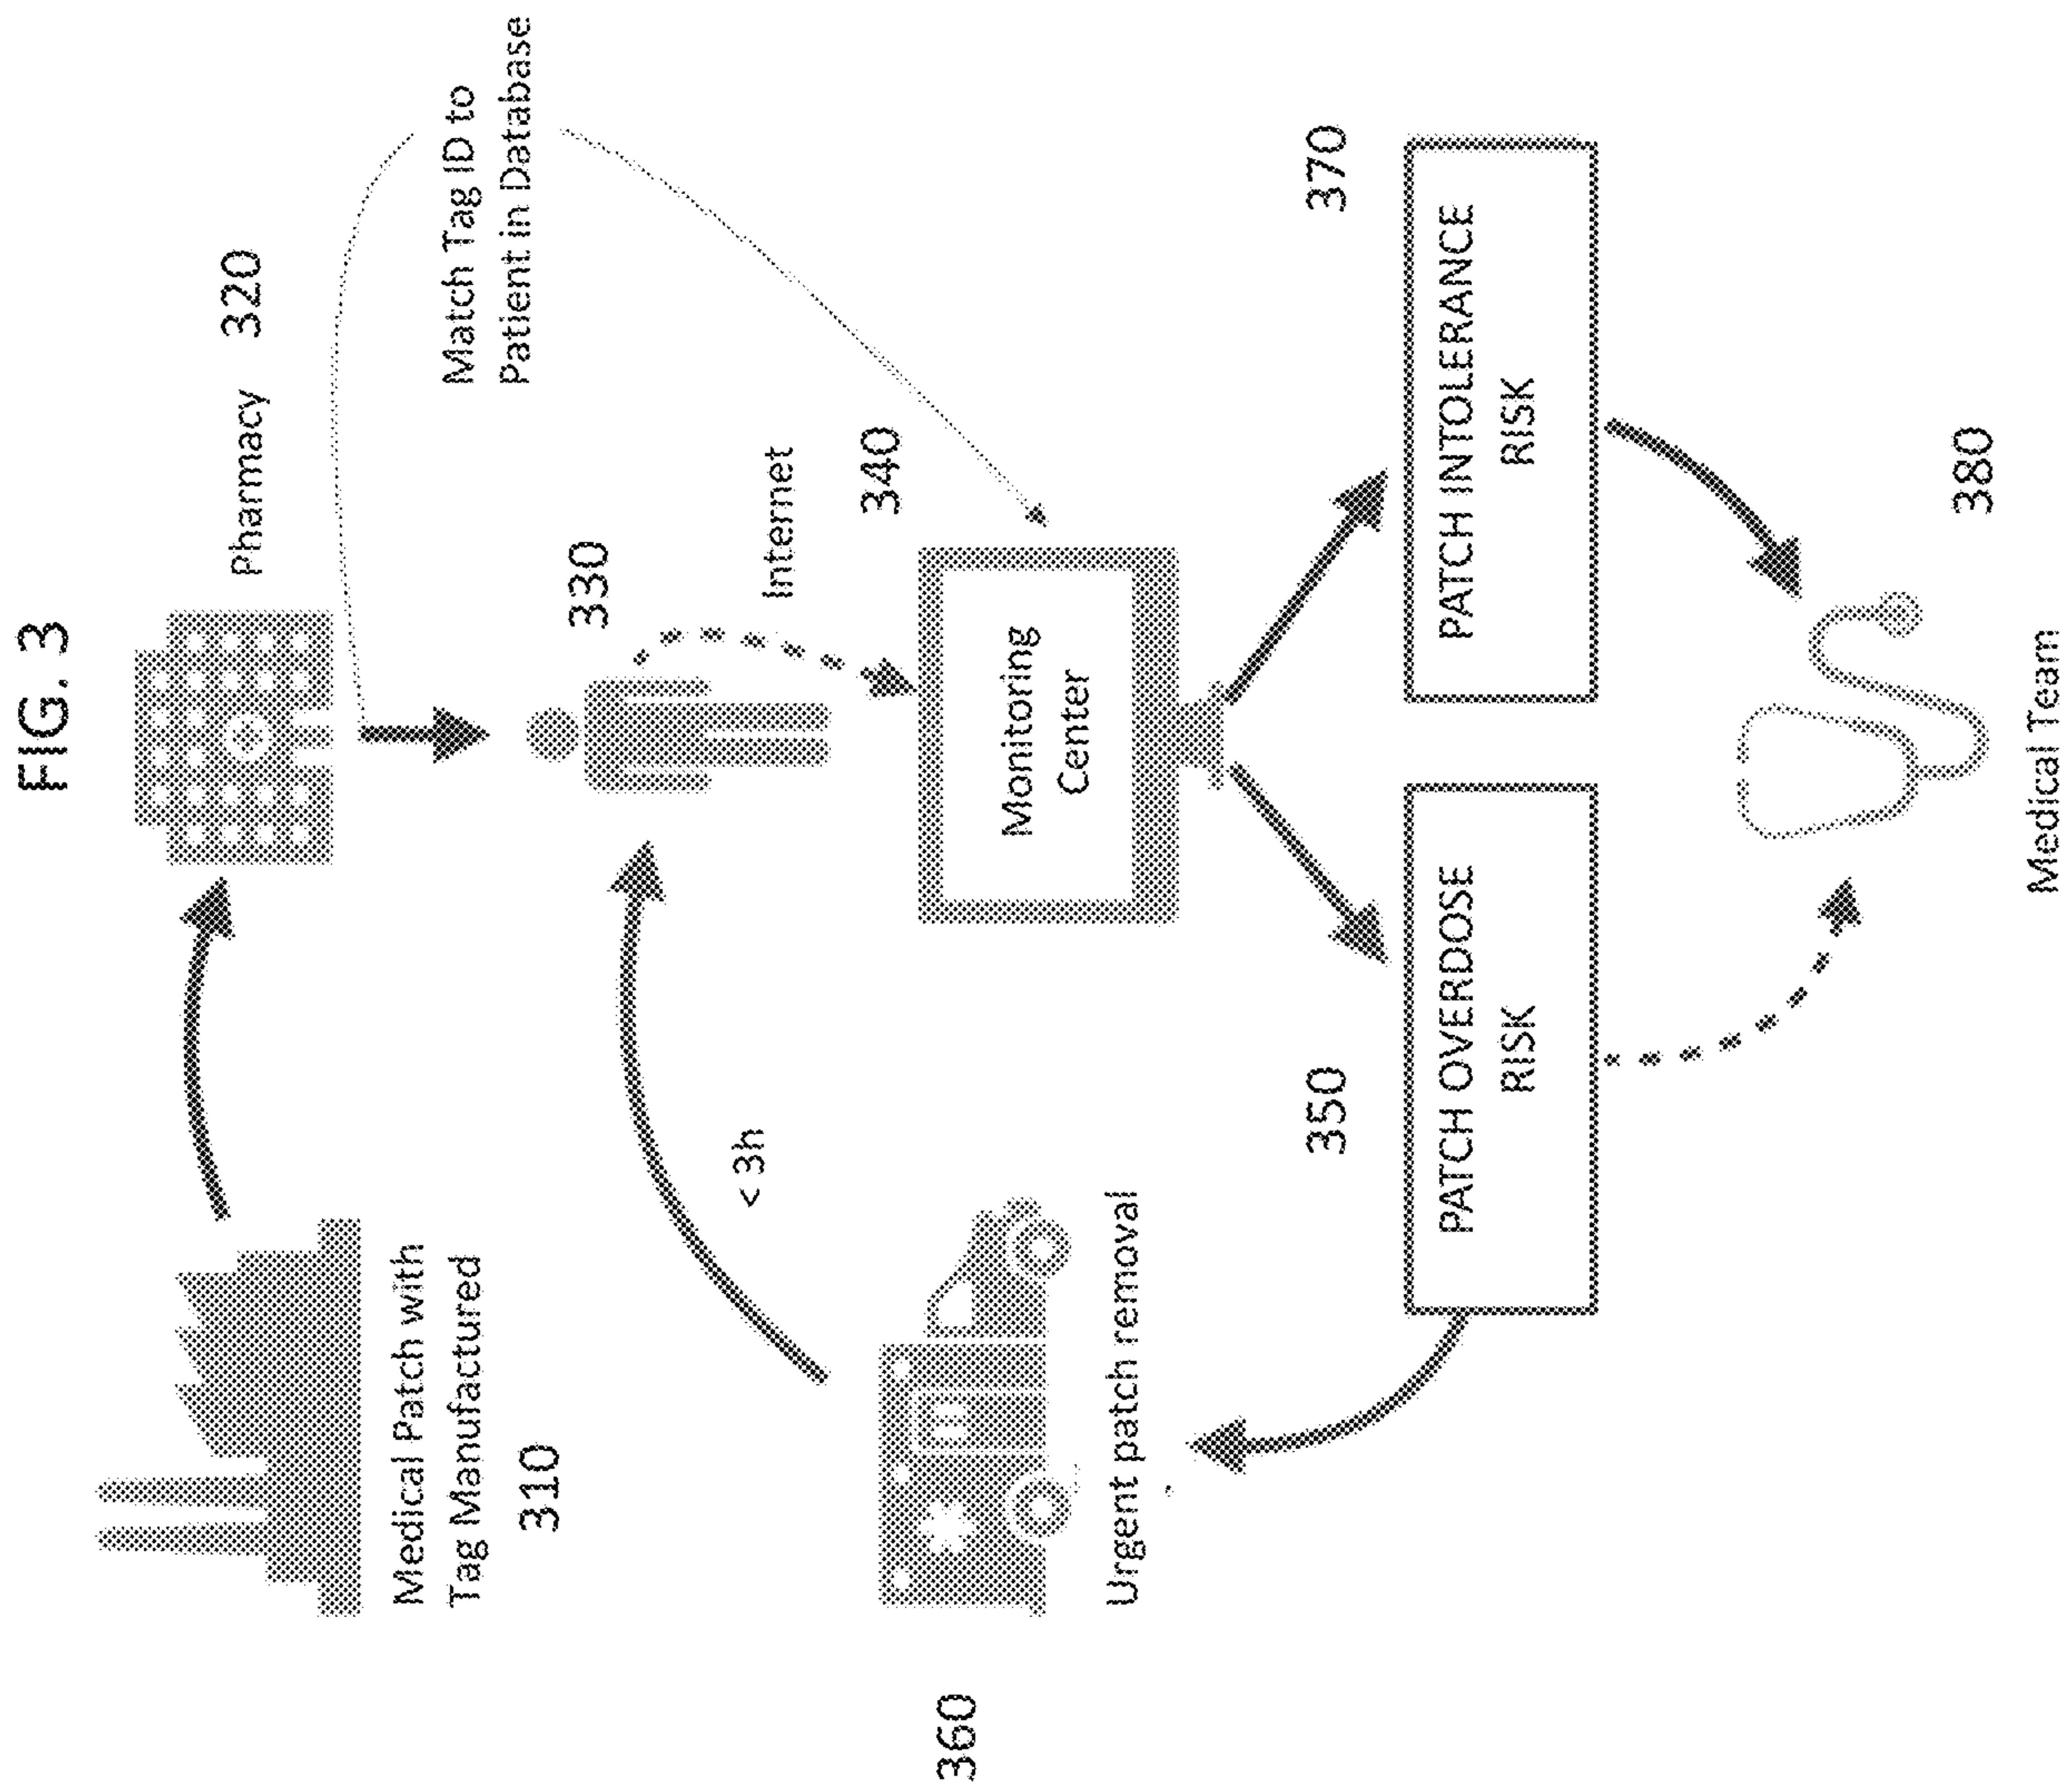 FIG. 3
Pharmacy
320
Medical Patch with
Tag Manufactured
310
Match Tag ID to
Patient in Database
330
Internet
340
< 3h
Monitoring
Center
360
Urgent patch removal
350
370
PATCH OVERDOSE
RISK
PATCH INTOLERANCE
RISK
380
Medical Team